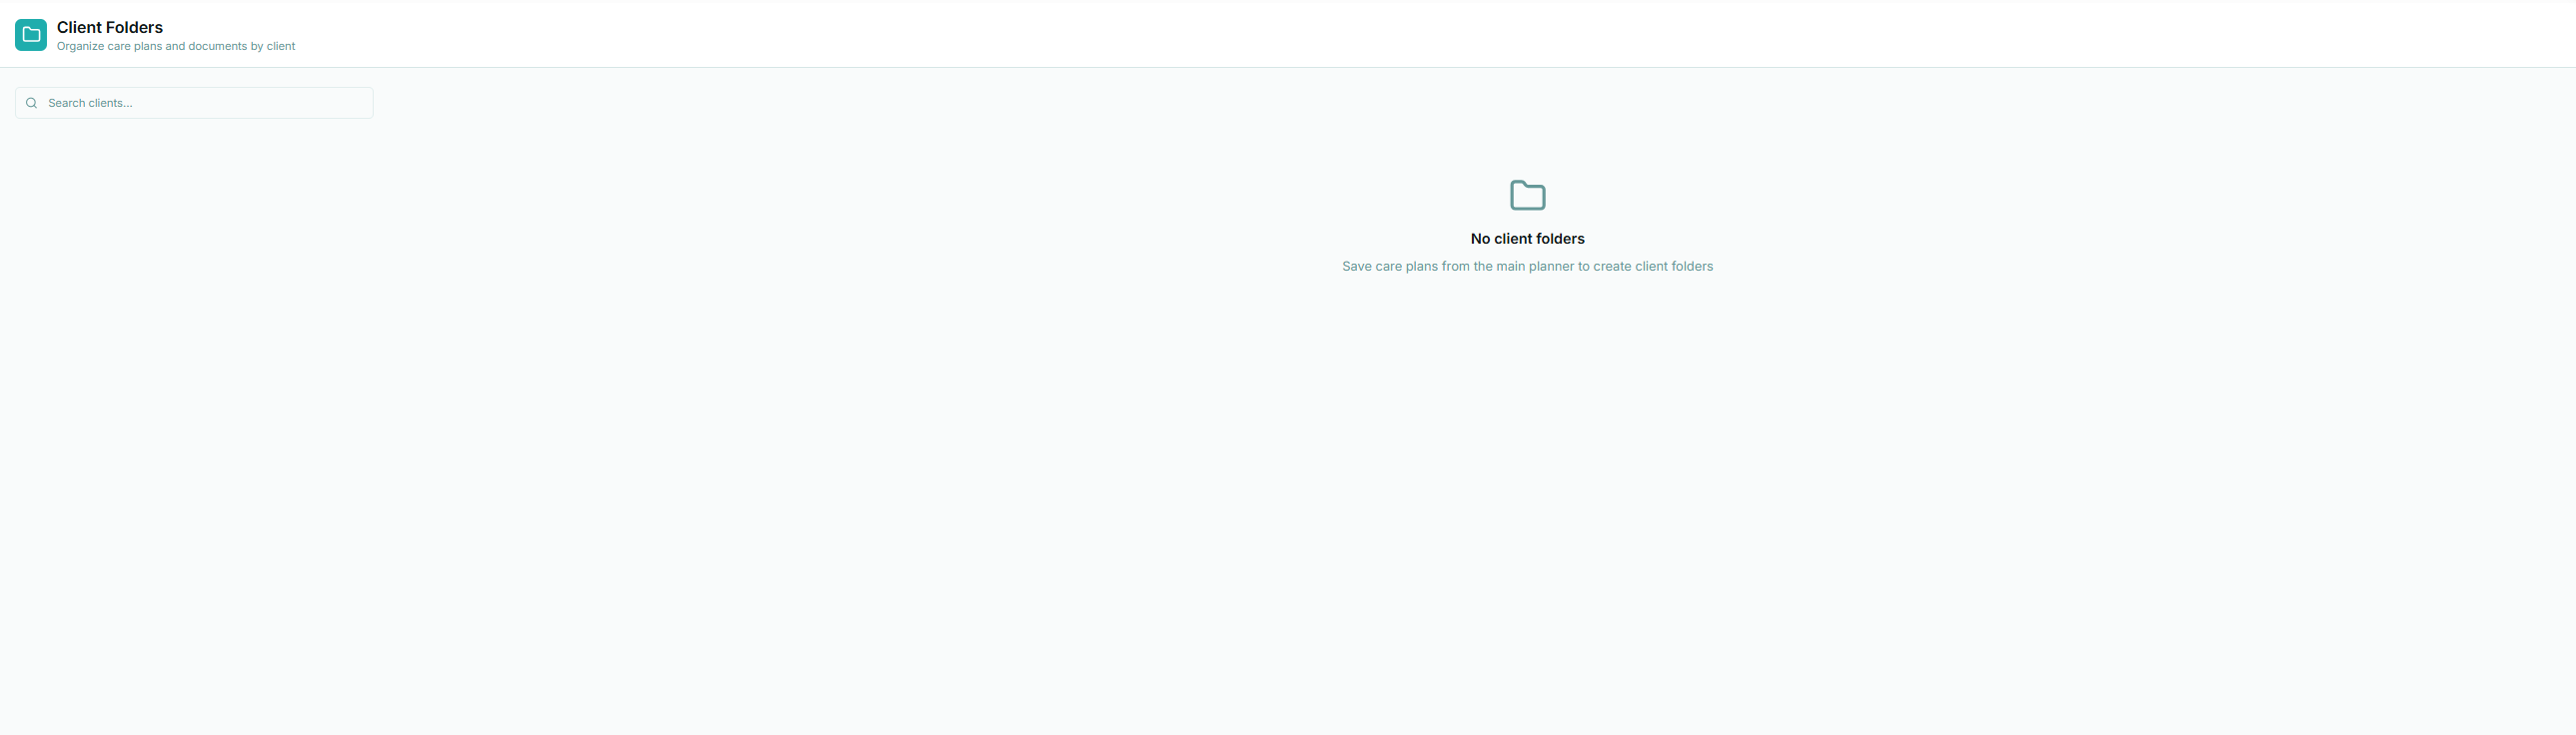 Client Folders
Organize care plans and documents by client
Search clients...
No client folders
Save care plans from the main planner to create client folders